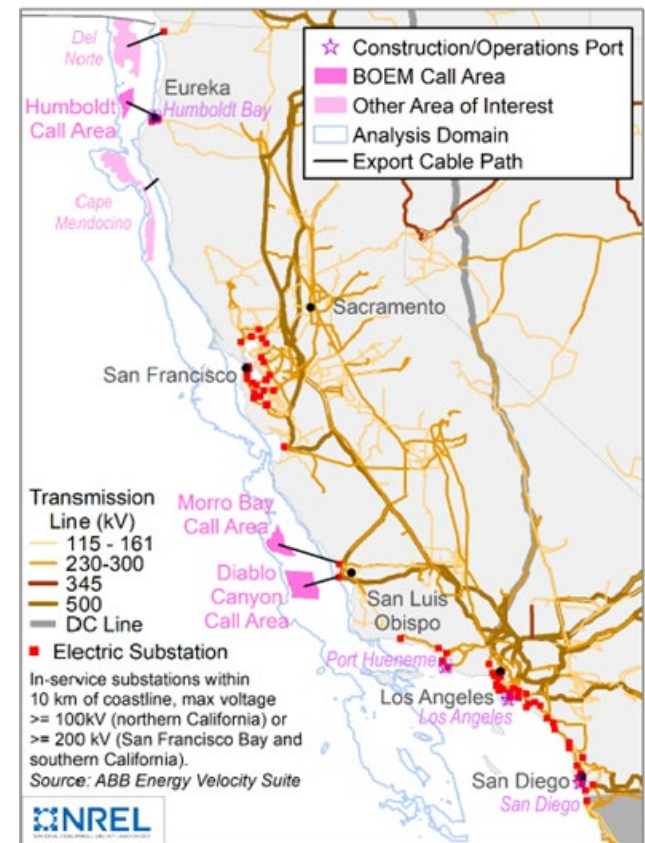 Del
Norte
Humboldt
Call Area
Eureka
Humboldt Bay
Cape
Mendocino
Construction/Operations Port
BOEM Call Area
Other Area of Interest
Analysis Domain
Export Cable Path
Sacramento
San Francisco
Morro Bay
Call Area
Diablo
Canyon
Call Area
San Luis
Obispo
Port Hueneme
Los Angeles
Los Angeles
San Diego
San Diego
Transmission
Line (kV)
115 - 161
230-300
345
500
DC Line
Electric Substation
In-service substations within
10 km of coastline, max voltage
>= 100kV (northern California) or
>= 200 kV (San Francisco Bay and
southern California).
Source: ABB Energy Velocity Suite
NREL